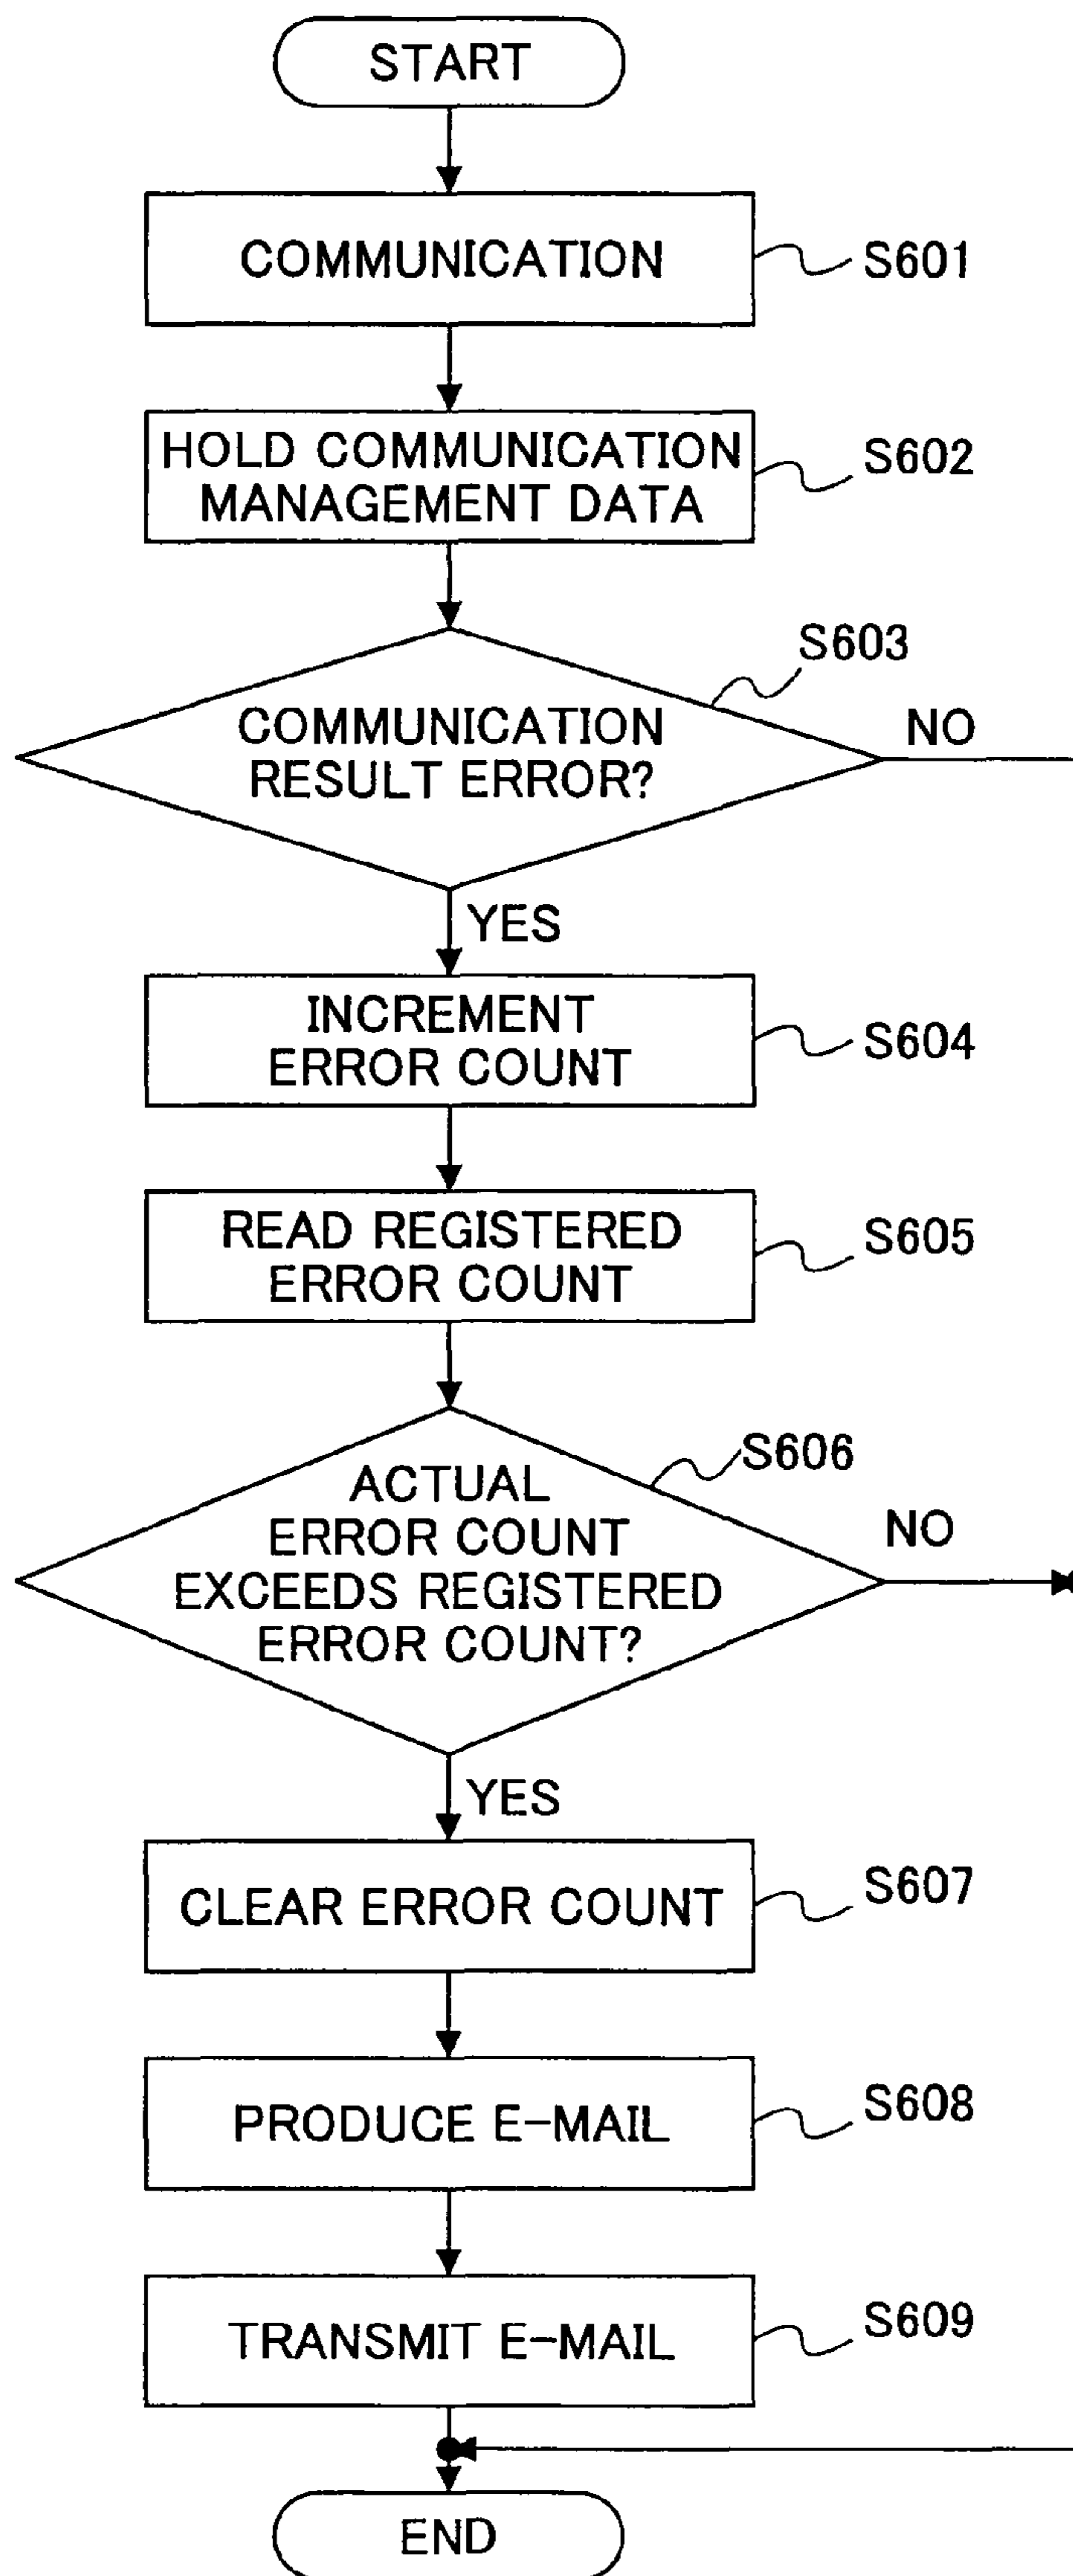 START
COMMUNICATION
S601
HOLD COMMUNICATION
MANAGEMENT DATA
S602
S603
COMMUNICATION
RESULT ERROR?
NO
YES
INCREMENT
ERROR COUNT
S604
READ REGISTERED
ERROR COUNT
S605
S606
ACTUAL
ERROR COUNT
EXCEEDS REGISTERED
ERROR COUNT?
NO
YES
CLEAR ERROR COUNT
S607
PRODUCE E-MAIL
S608
TRANSMIT E-MAIL
S609
END